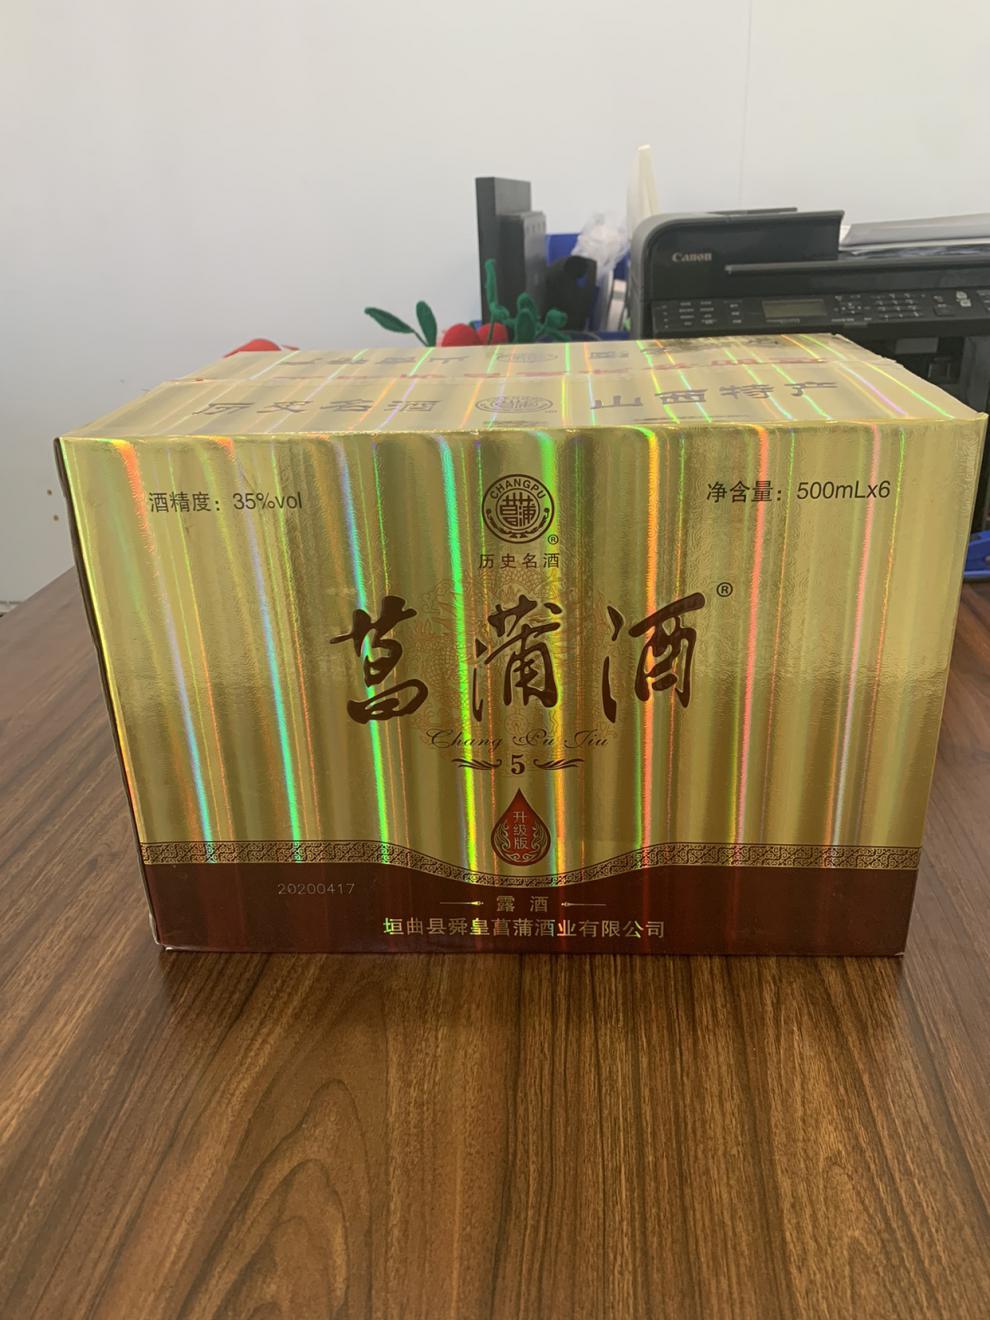 Canon
历史名酒 山西特产
酒精度：35%vol
CHANGPU
菖蒲
®
历史名酒
净含量：500mLx6
菖蒲酒®
Chang Pu Jiu
5
升级版
20200417
露酒
垣曲县舜皇菖蒲酒业有限公司